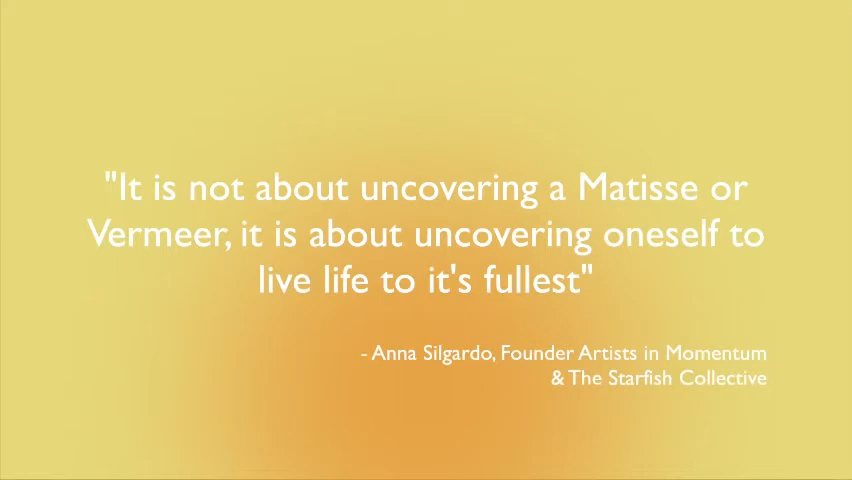 "It is not about uncovering a Matisse or
Vermeer, it is about uncovering oneself to
live life to it's fullest"
- Anna Silgardo, Founder Artists in Momentum
& The Starfish Collective